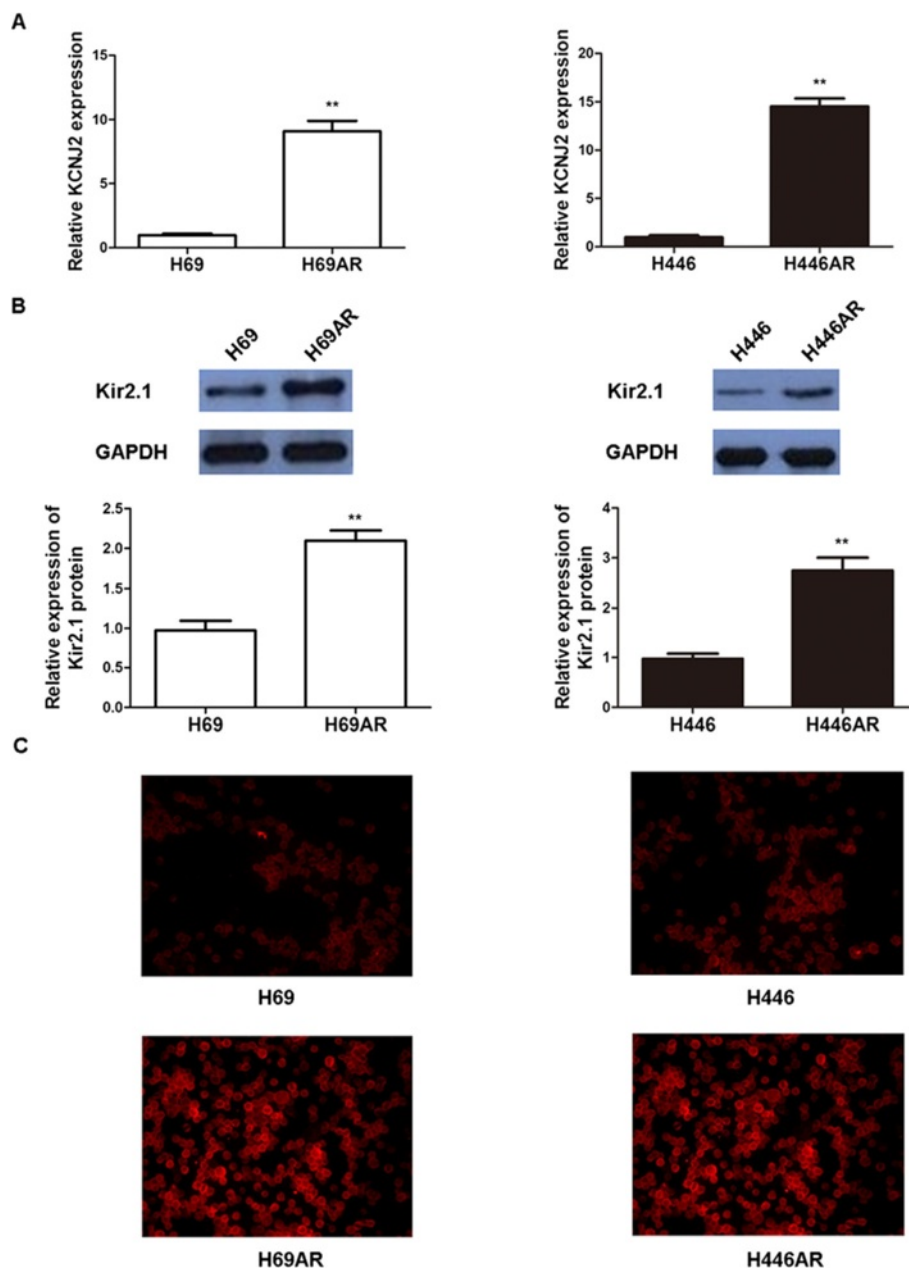 A
Relative KCNJ2 expression
15
10
5
0
**
H69
H69AR
Relative KCNJ2 expression
20
15
10
5
0
**
H446
H446AR
B
H69
H69AR
Kir2.1
GAPDH
H446
H446AR
Kir2.1
GAPDH
Relative expression of
Kir2.1 protein
2.5
2.0
1.5
1.0
0.5
0.0
**
H69
H69AR
Relative expression of
Kir2.1 protein
4
3
2
1
0
**
H446
H446AR
C
H69
H446
H69AR
H446AR